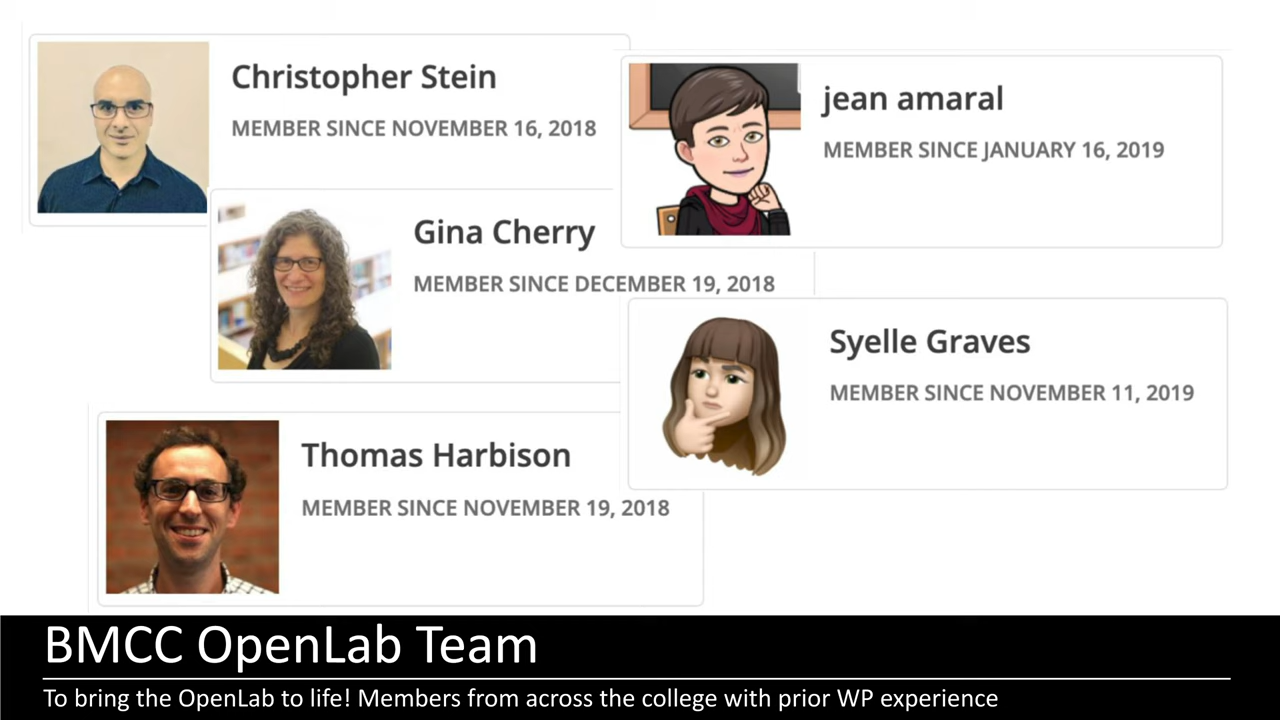 Christopher Stein
MEMBER SINCE NOVEMBER 16, 2018
jean amaral
MEMBER SINCE JANUARY 16, 2019
Gina Cherry
MEMBER SINCE DECEMBER 19, 2018
Syelle Graves
MEMBER SINCE NOVEMBER 11, 2019
Thomas Harbison
MEMBER SINCE NOVEMBER 19, 2018
BMCC OpenLab Team
To bring the OpenLab to life! Members from across the college with prior WP experience